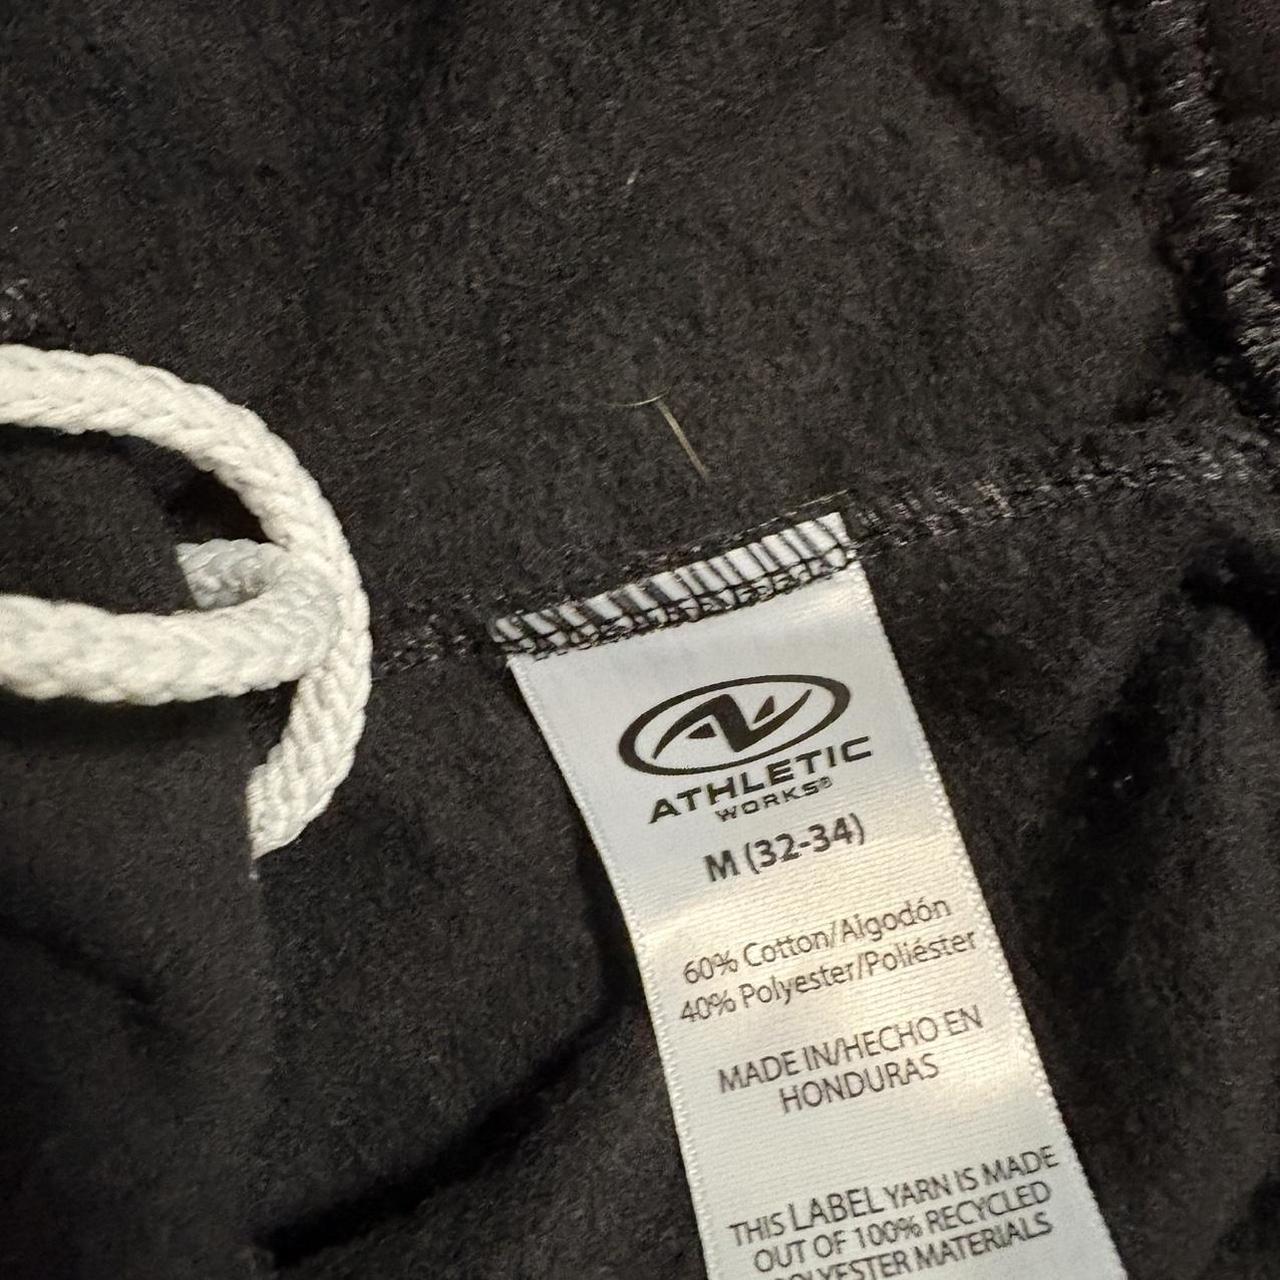 ATHLETIC
WORKS®
M (32-34)
60% Cotton/Algodón
40% Polyester/Poliéster
MADE IN/HECHO EN
HONDURAS
THIS LABEL YARN IS MADE
OUT OF 100% RECYCLED
POLYESTER MATERIALS